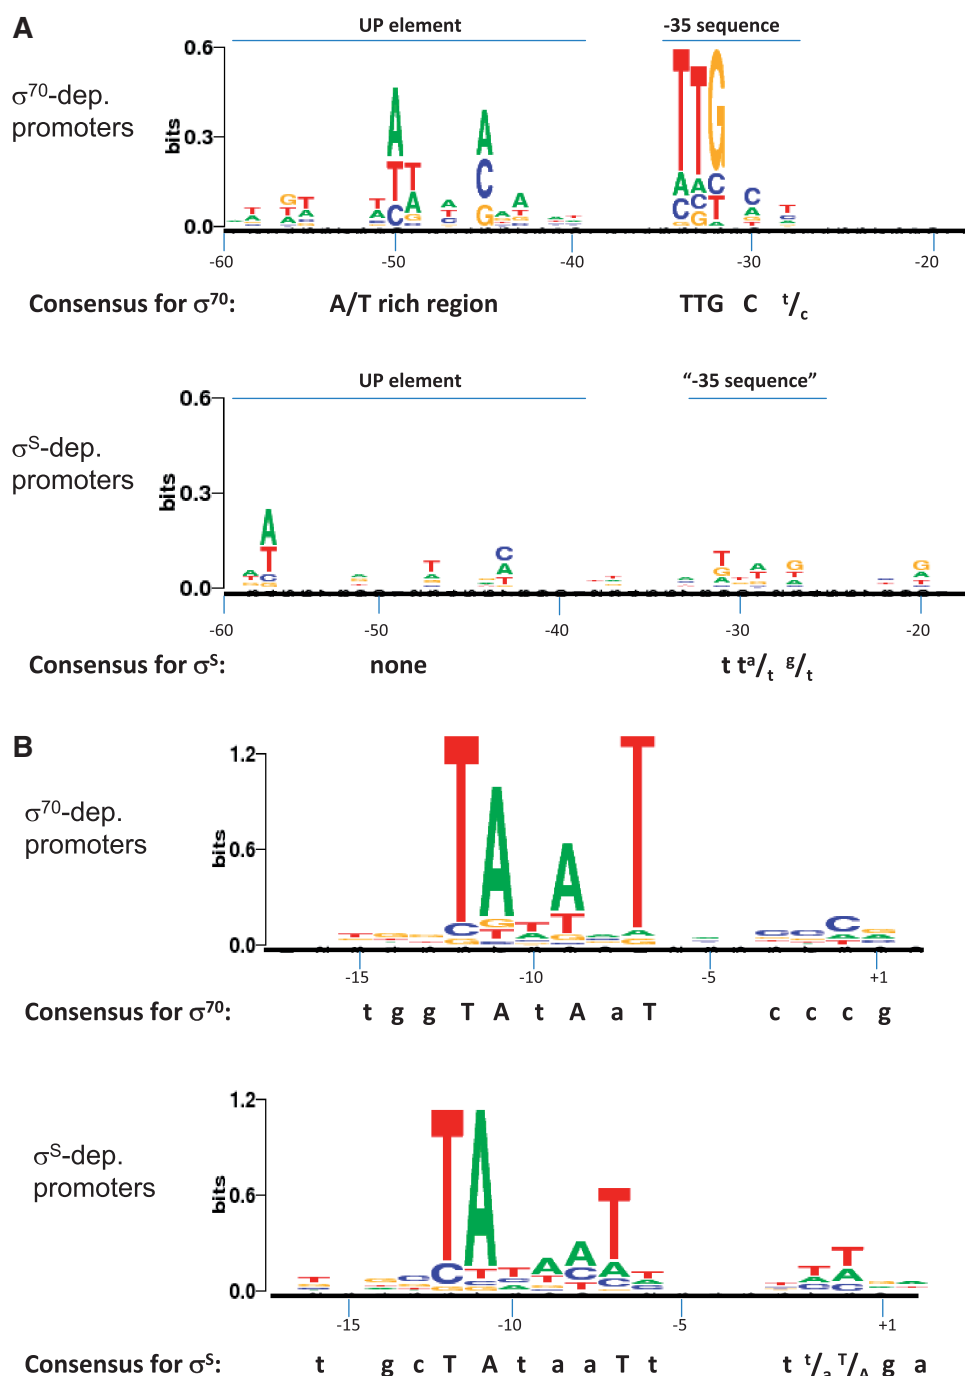 A
UP element
-35 sequence
σ70-dep.
promoters
bits
0.6
0.3
0.0
-60 -50 -40 -30 -20
Consensus for σ70: A/T rich region TTG C t/c
UP element
“-35 sequence”
σS-dep.
promoters
bits
0.6
0.3
0.0
-60 -50 -40 -30 -20
Consensus for σS: none t ta/t g/t
B
σ70-dep.
promoters
bits
1.2
0.6
0.0
-15 -10 -5 +1
Consensus for σ70: t g g T A t A a T c c c g
σS-dep.
promoters
bits
1.2
0.6
0.0
-15 -10 -5 +1
Consensus for σS: t g c T A t a a T t t t/a T/A g a